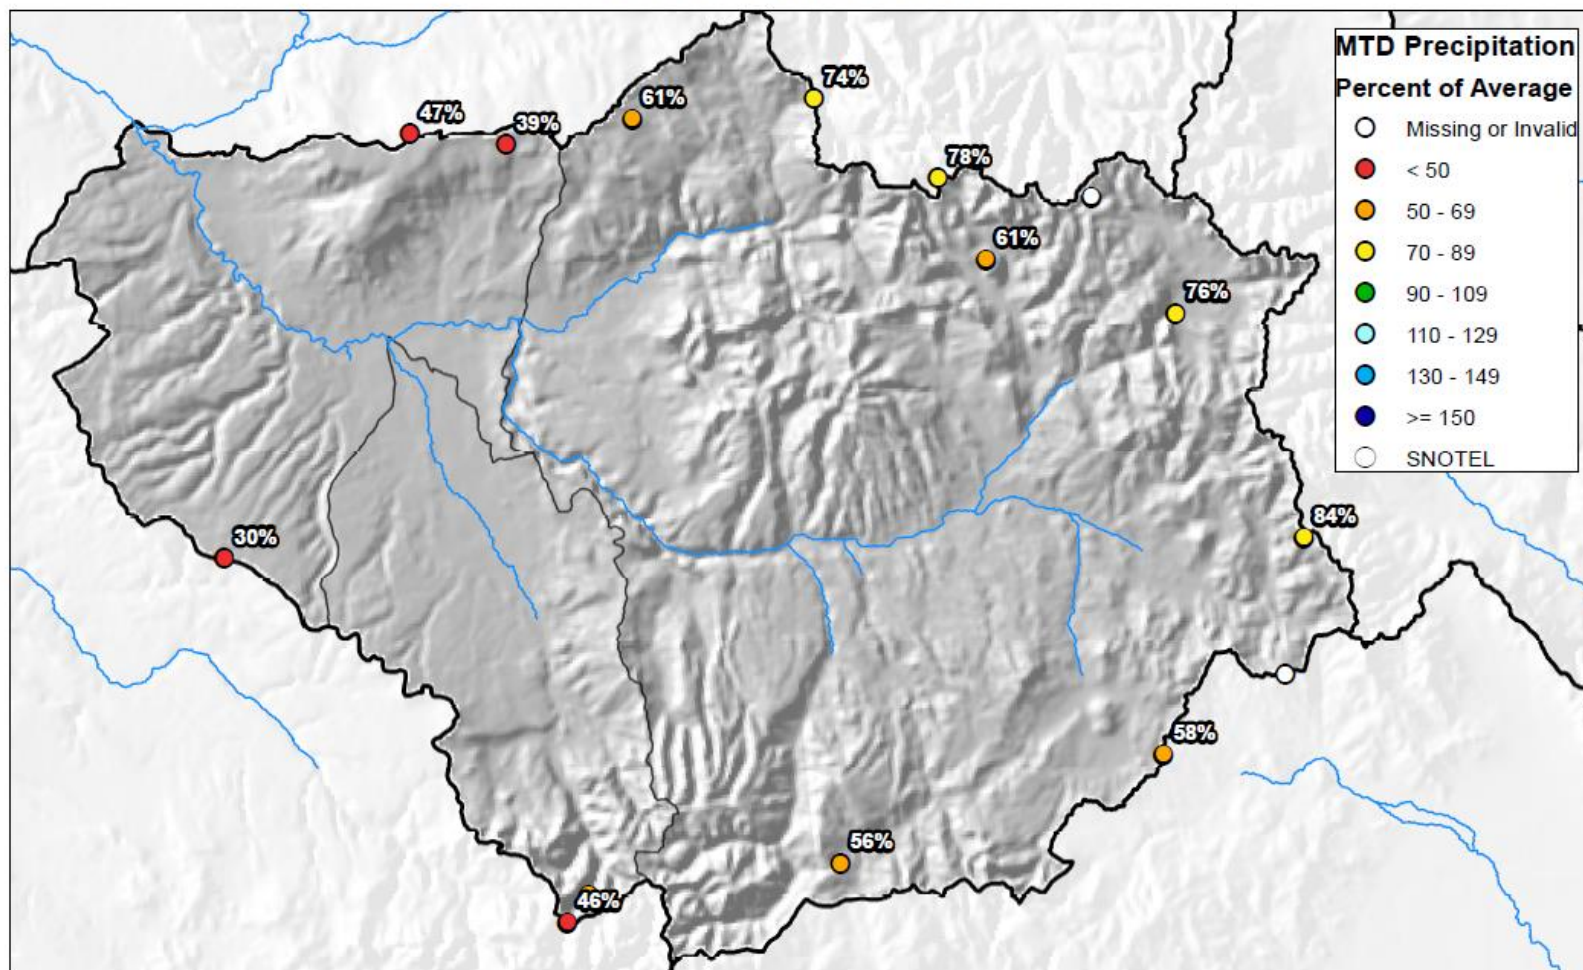 MTD Precipitation
Percent of Average
Missing or Invalid
< 50
50 - 69
70 - 89
90 - 109
110 - 129
130 - 149
>= 150
SNOTEL
74%
61%
47%
39%
78%
61%
76%
84%
30%
58%
56%
46%